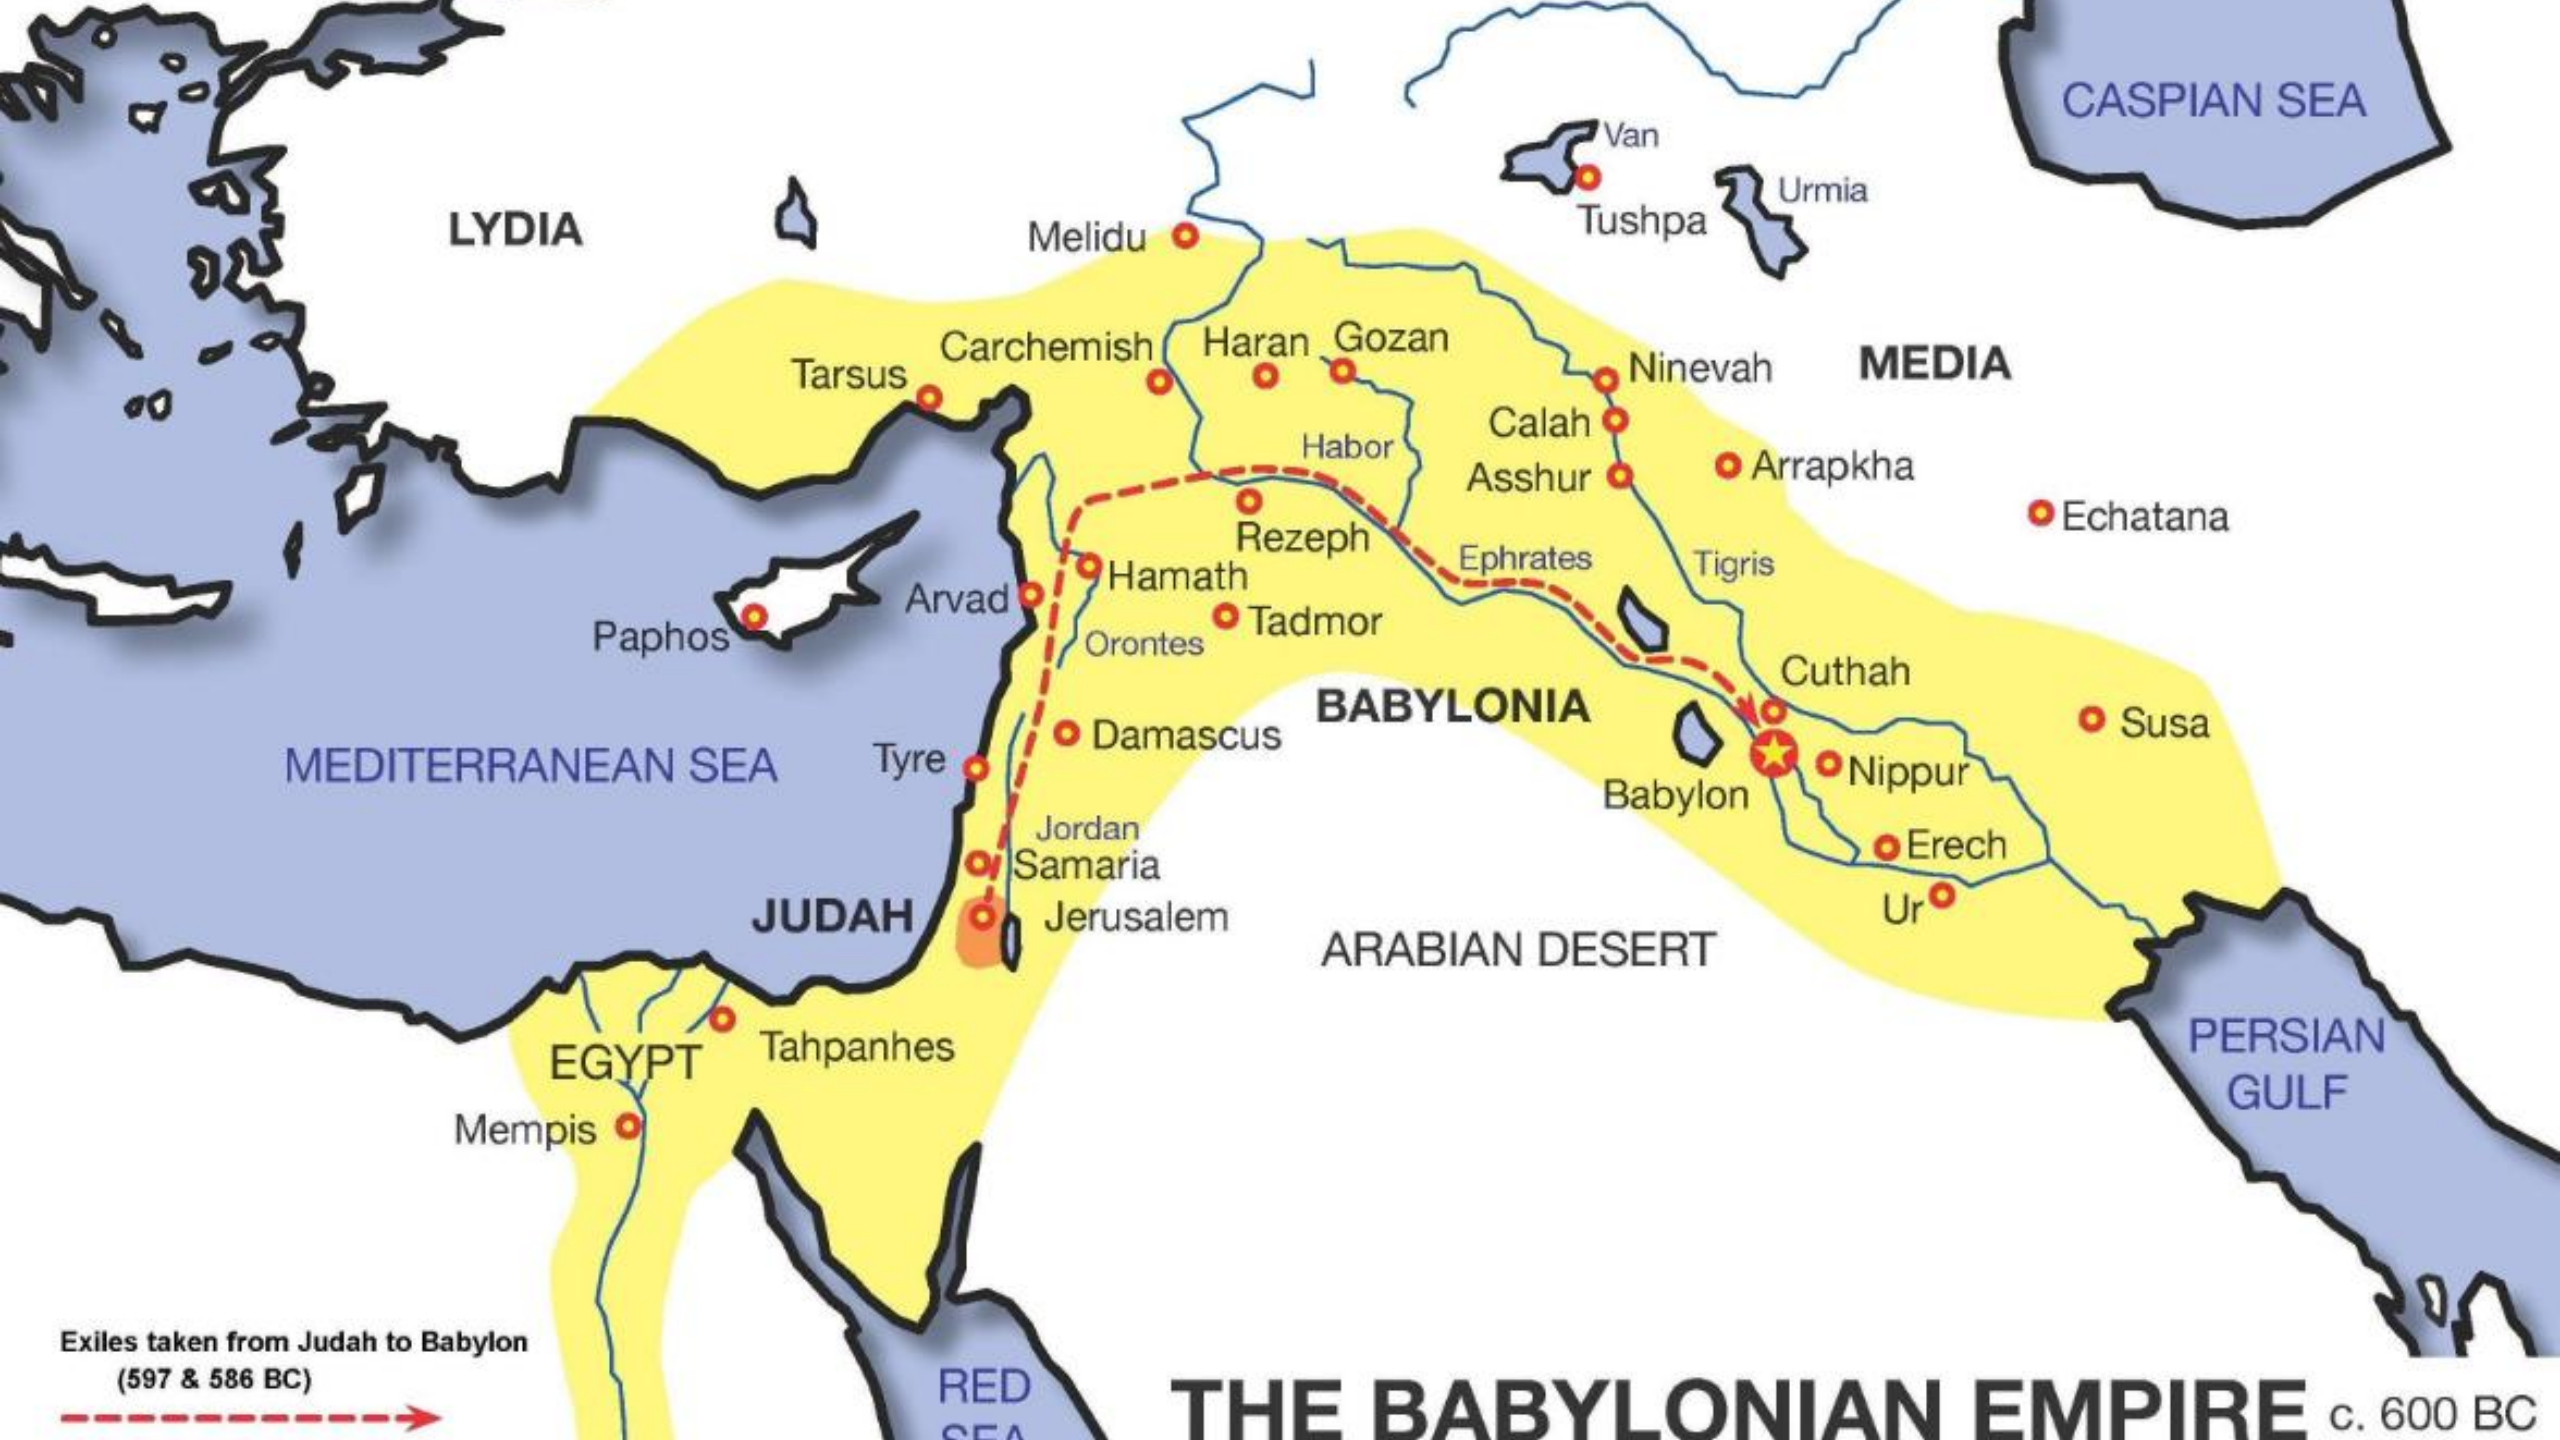 CASPIAN SEA
Van
Urmia
Tushpa
LYDIA
Melidu
Carchemish
Haran
Gozan
Tarsus
Ninevah
MEDIA
Calah
Habor
Asshur
Arrapkha
Echatana
Rezeph
Ephrates
Tigris
Hamath
Arvad
Tadmor
Paphos
Orontes
Cuthah
BABYLONIA
Susa
Damascus
Tyre
MEDITERRANEAN SEA
Nippur
Babylon
Jordan
Samaria
Erech
JUDAH
Jerusalem
Ur
ARABIAN DESERT
Tahpanhes
EGYPT
PERSIAN
GULF
Mempis
Exiles taken from Judah to Babylon
(597 & 586 BC)
RED
SEA
THE BABYLONIAN EMPIRE c. 600 BC